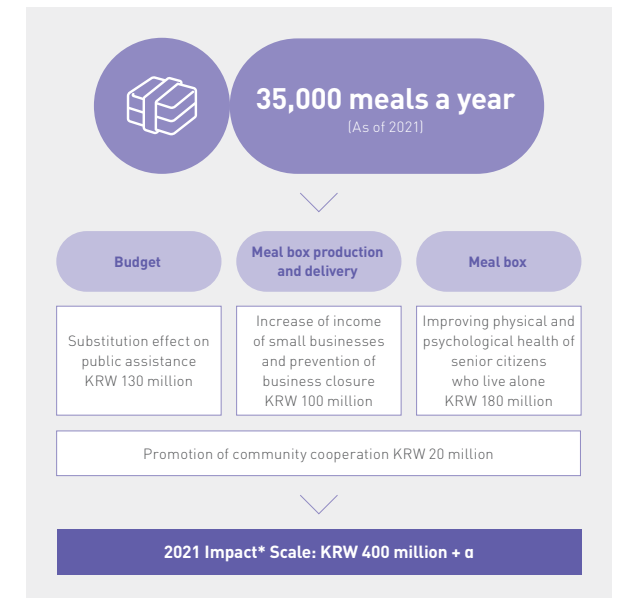 35,000 meals a year
(As of 2021)
Budget
Meal box production
and delivery
Meal box
Substitution effect on
public assistance
KRW 130 million
Increase of income
of small businesses
and prevention of
business closure
KRW 100 million
Improving physical and
psychological health of
senior citizens
who live alone
KRW 180 million
Promotion of community cooperation KRW 20 million
2021 Impact* Scale: KRW 400 million + α